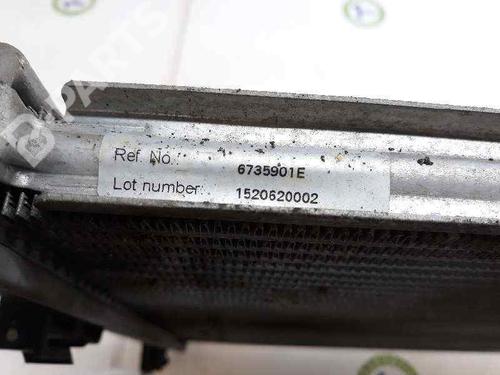 B-PARTS
Ref. No.: 6735901E
Lot number: 1520620002